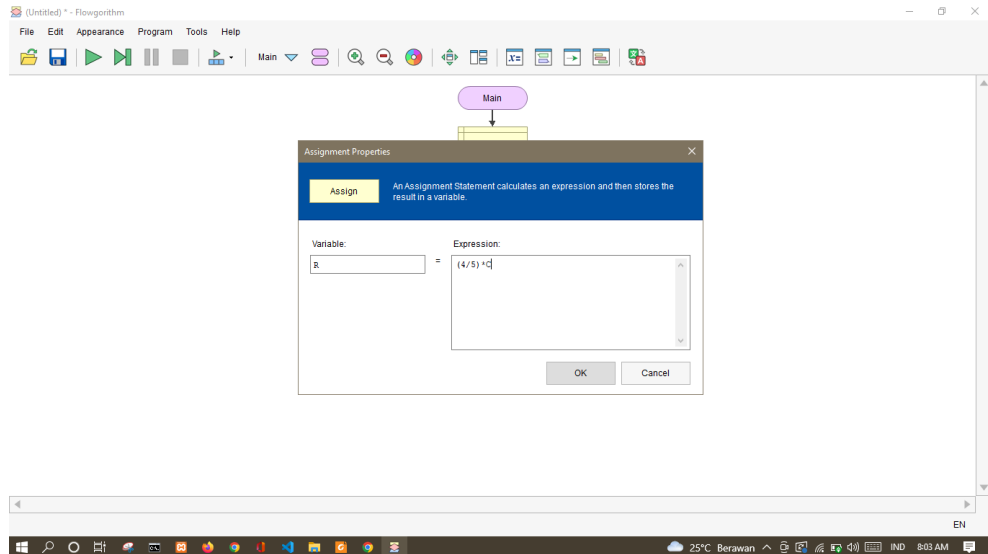 (Untitled) * - Flowgorithm
File Edit Appearance Program Tools Help
Main
x=
Main
Assignment Properties
Assign
An Assignment Statement calculates an expression and then stores the
result in a variable.
Variable:
Expression:
R
=
(4/5)*C
OK
Cancel
EN
25°C Berawan
IND
8:03 AM